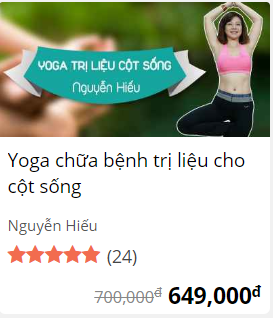 YOGA TRỊ LIỆU CỘT SỐNG
Nguyễn Hiếu
Yoga chữa bệnh trị liệu cho
cột sống
Nguyễn Hiếu
(24)
700,000đ 649,000đ